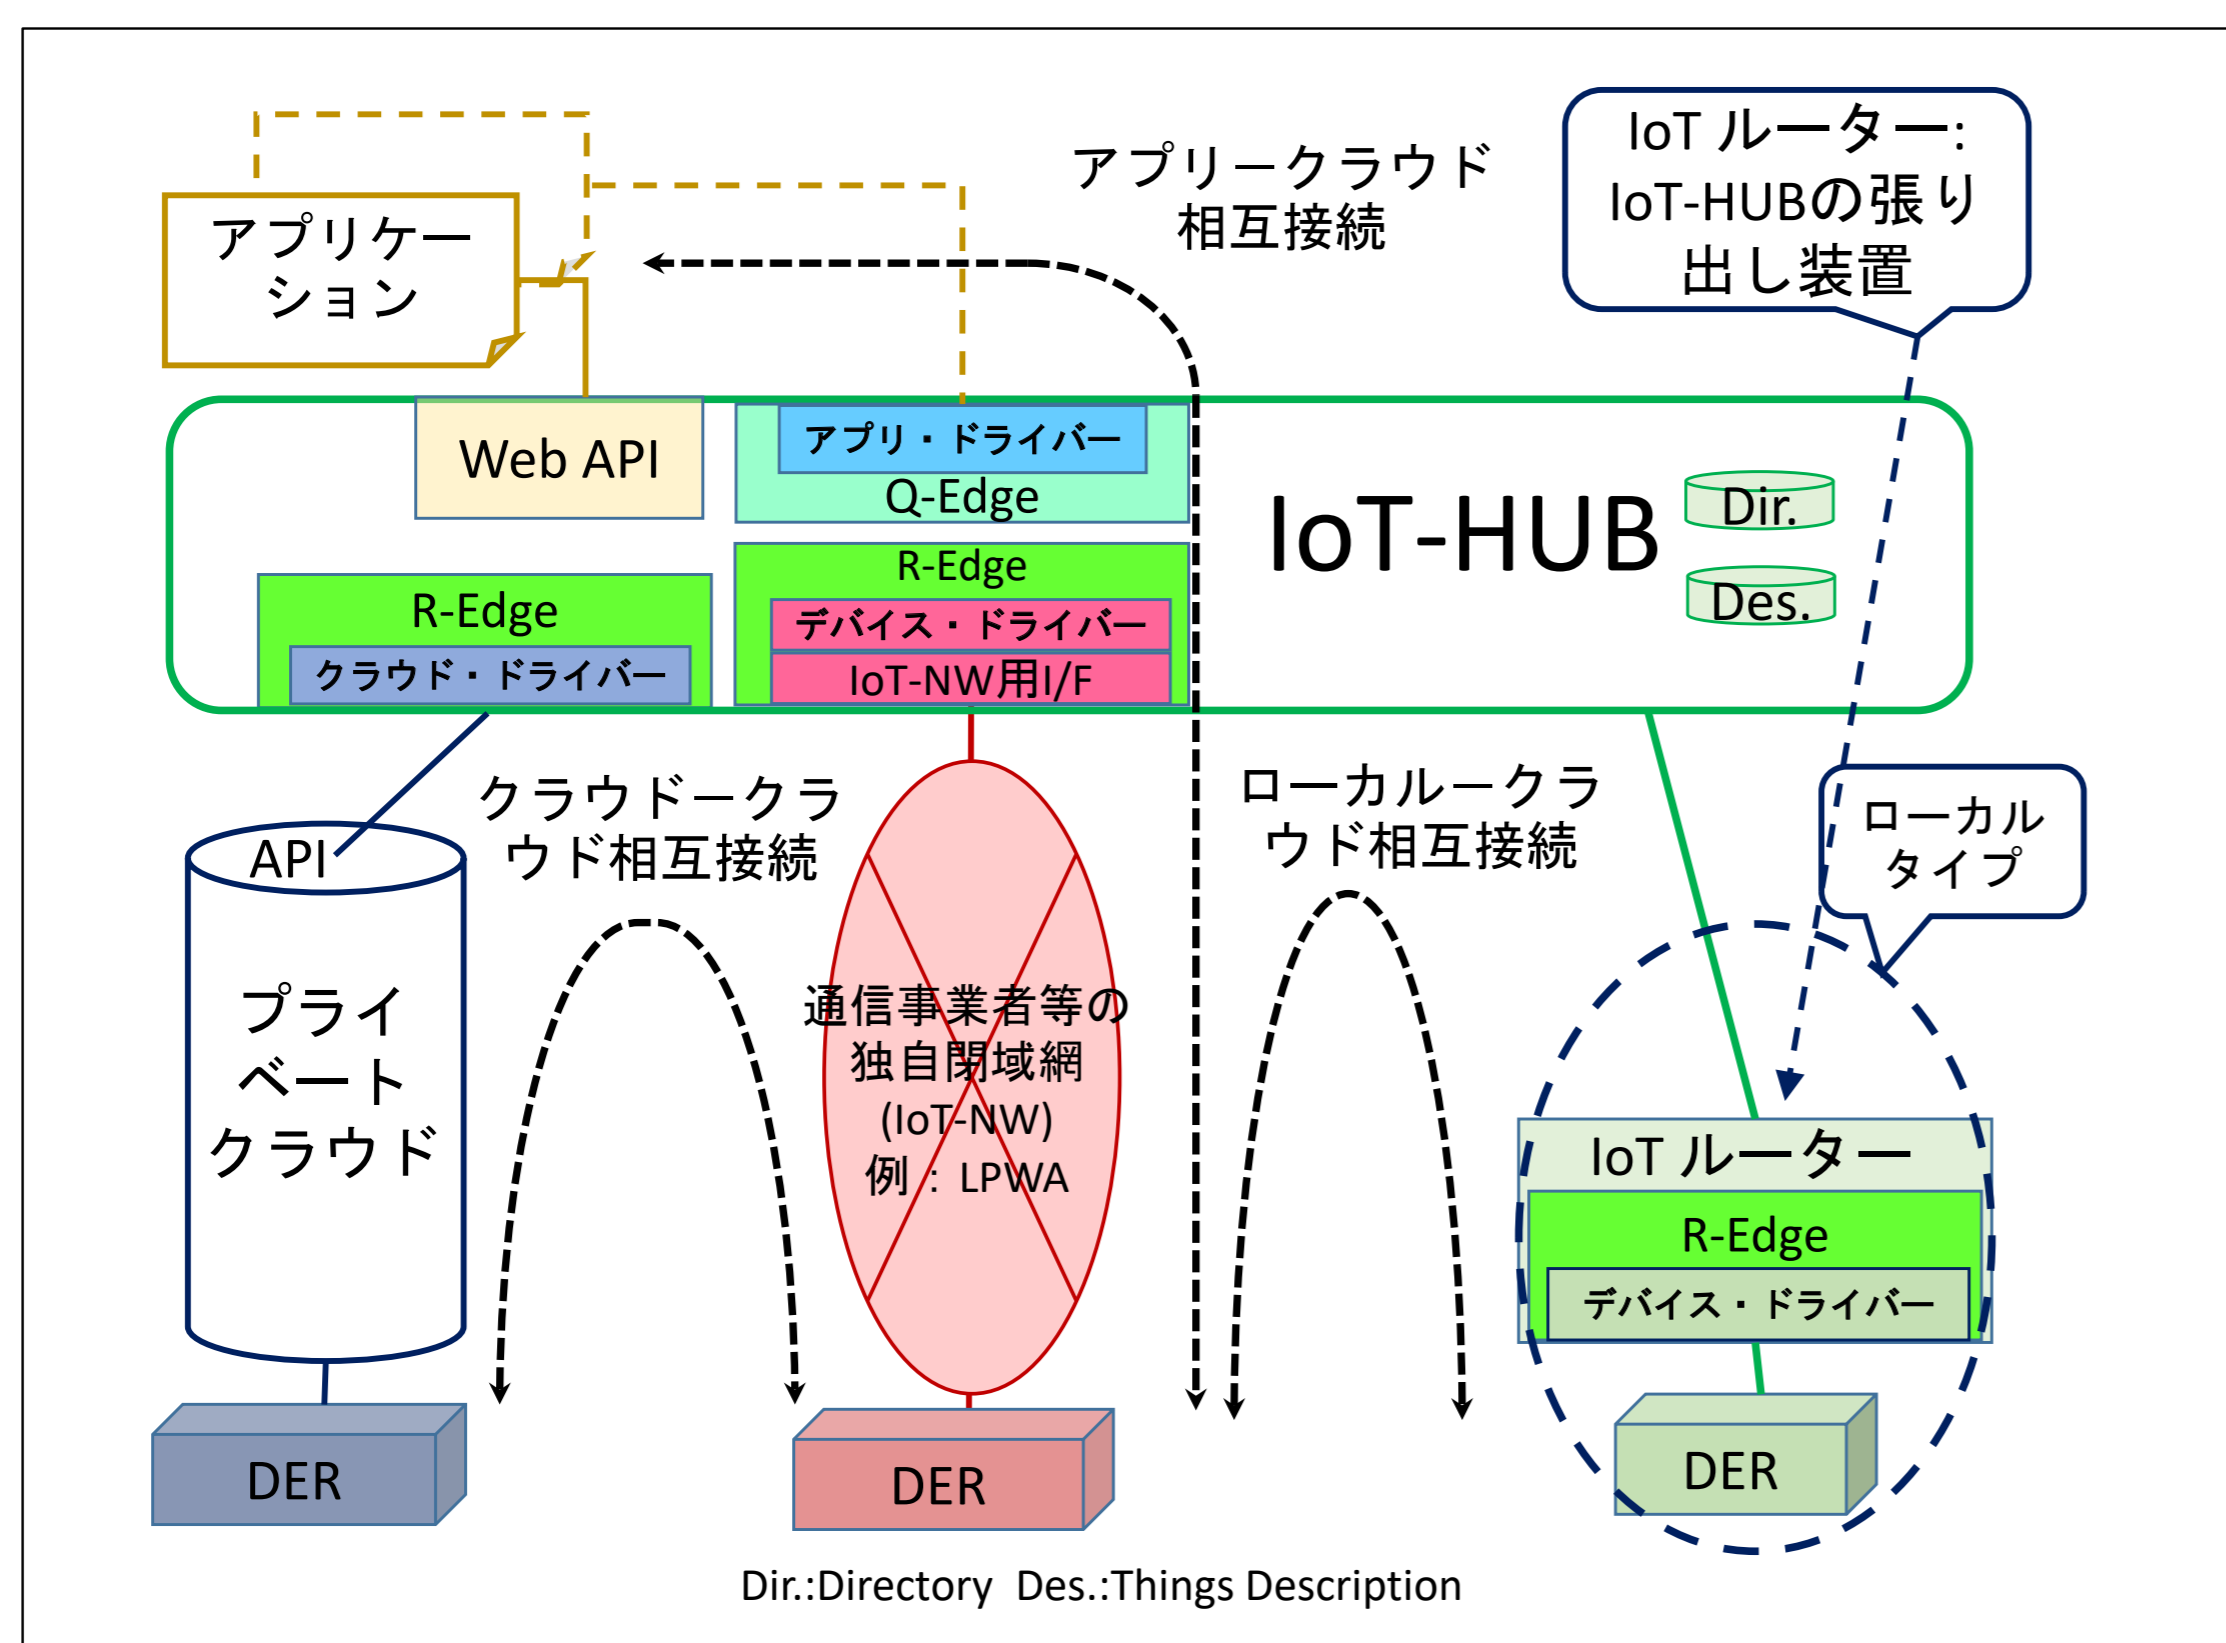 アプリークラウド
相互接続
IoT ルーター:
IoT-HUBの張り
出し装置
アプリケー
ション
Web API
アプリ・ドライバー
Q-Edge
IoT-HUB
Dir.
Des.
R-Edge
クラウド・ドライバー
R-Edge
デバイス・ドライバー
IoT-NW用I/F
クラウドークラ
ウド相互接続
ローカルークラ
ウド相互接続
ローカル
タイプ
API
プライ
ベート
クラウド
通信事業者等の
独自閉域網
(IoT-NW)
例：LPWA
IoT ルーター
R-Edge
デバイス・ドライバー
DER
DER
DER
Dir.:Directory Des.:Things Description